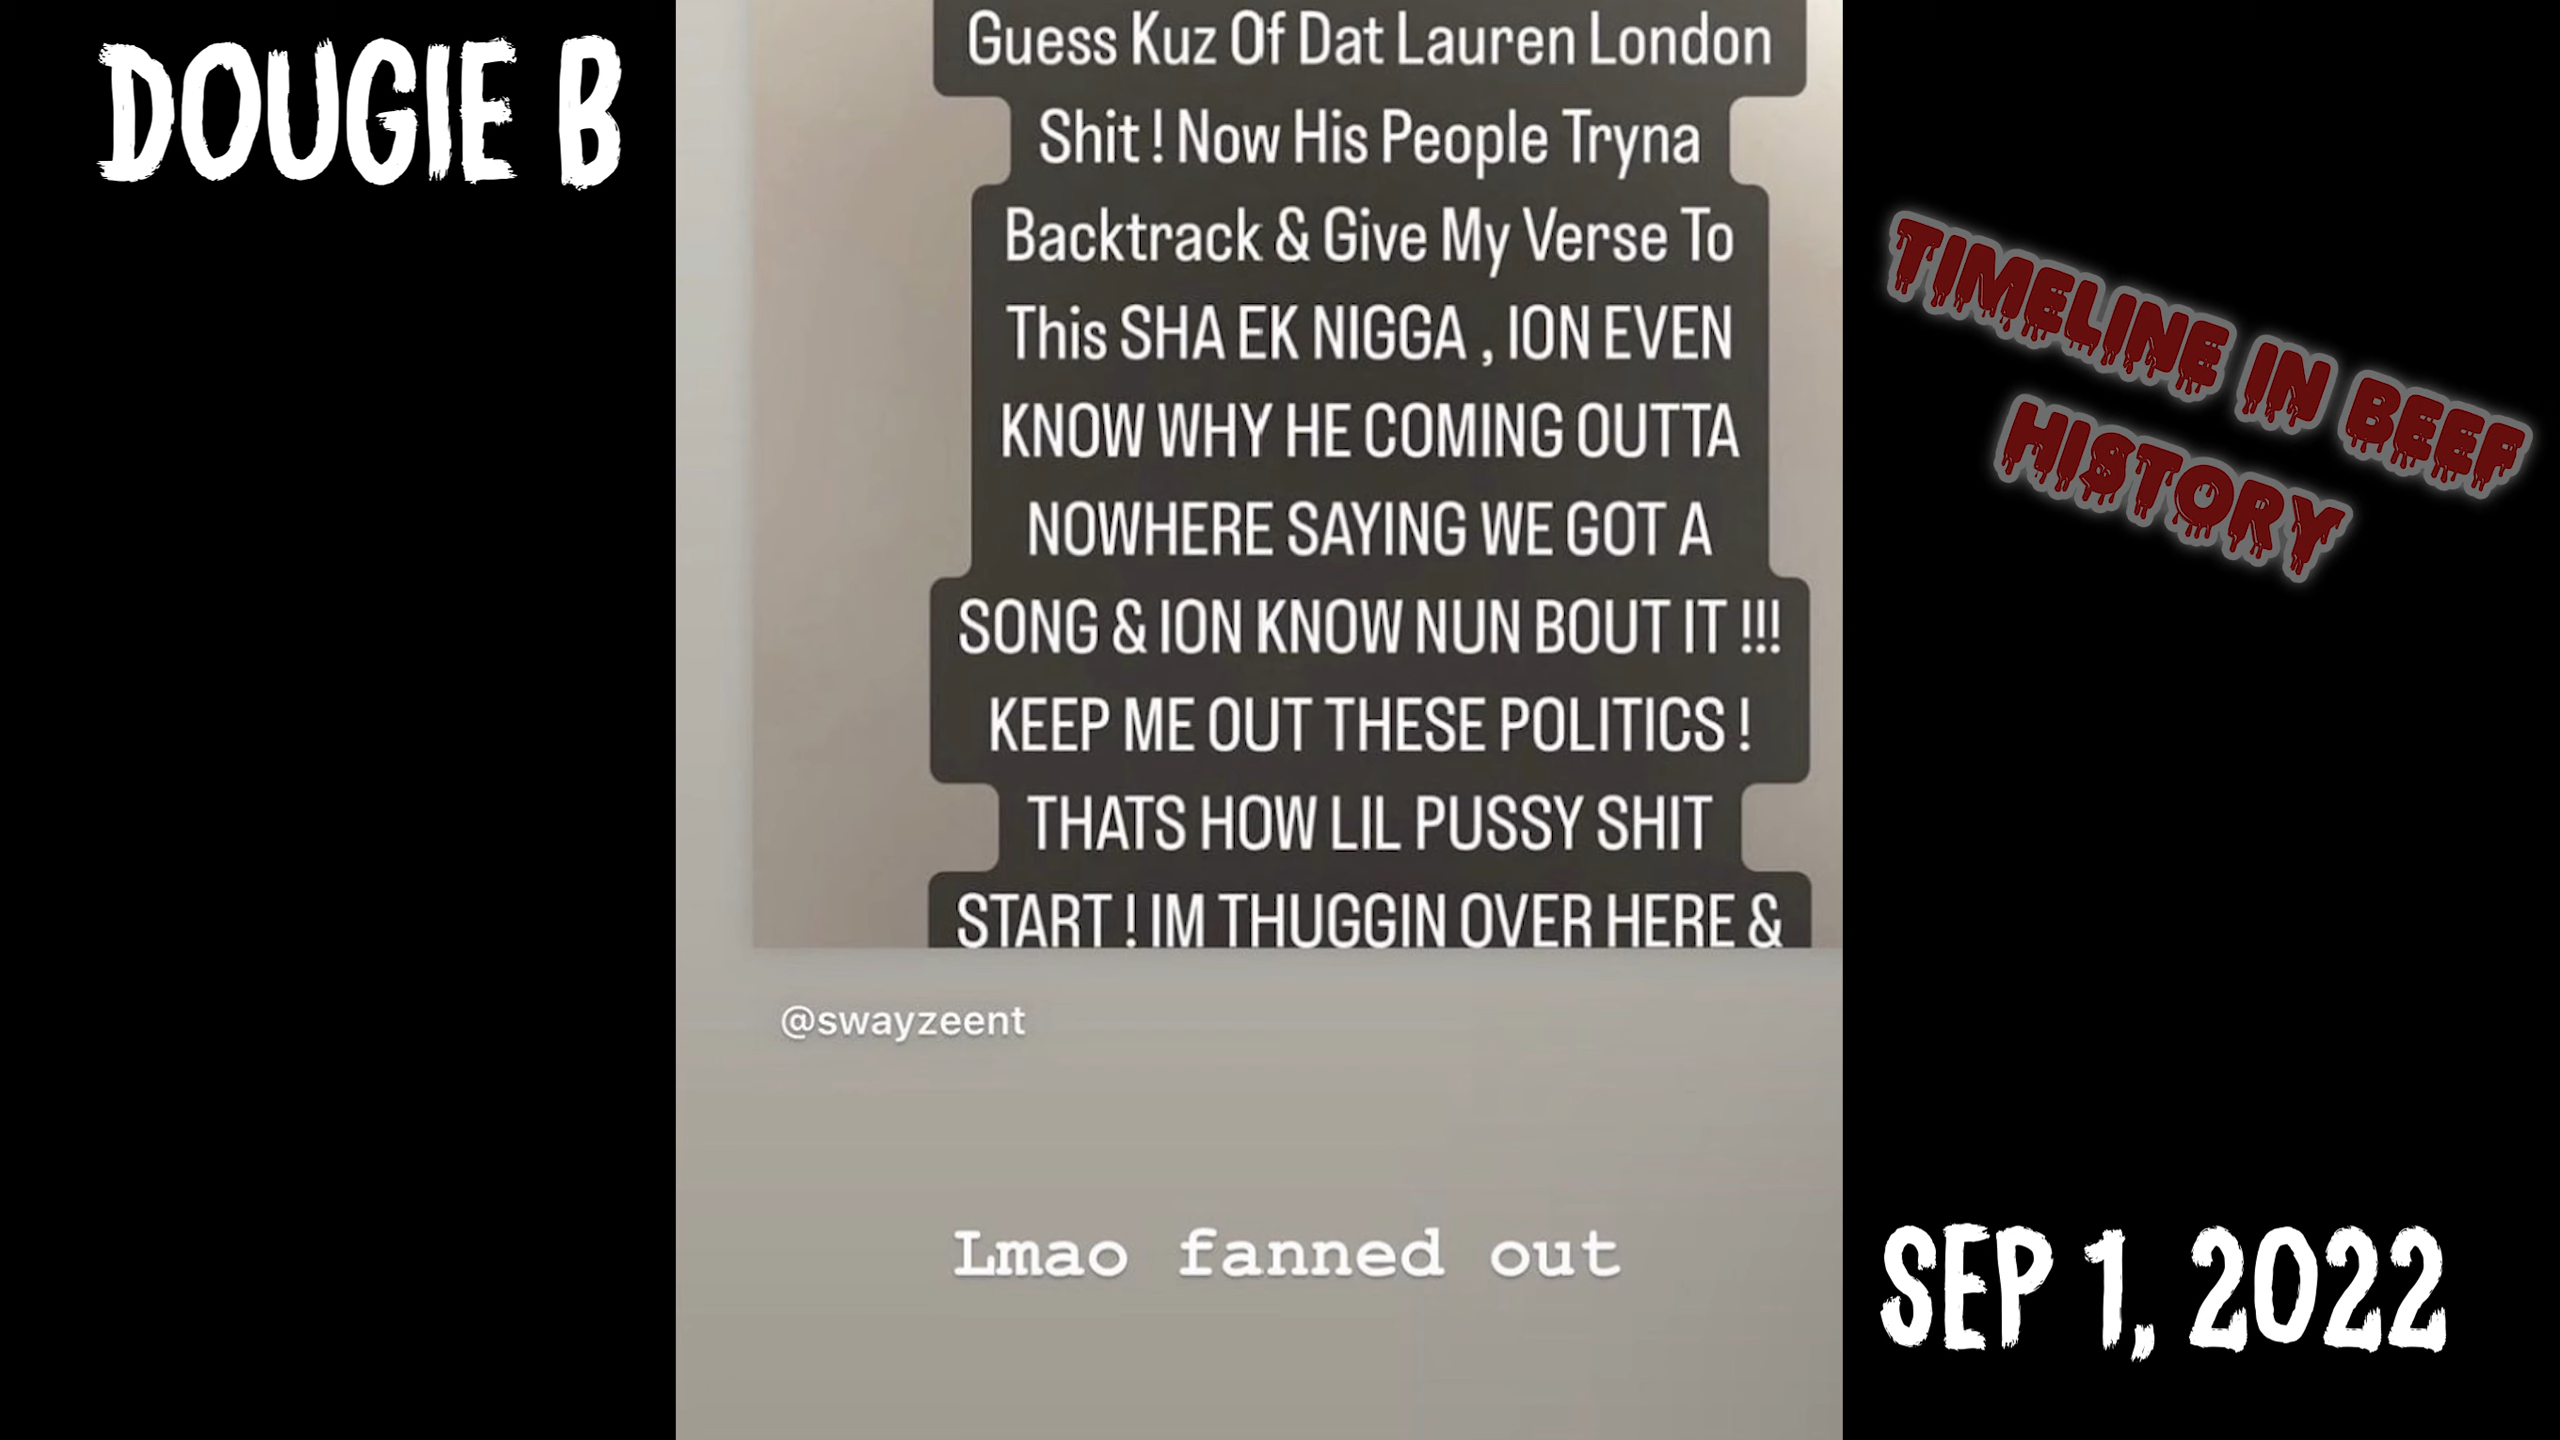 DOUGIE B
Guess Kuz Of Dat Lauren London
Shit ! Now His People Tryna
Backtrack & Give My Verse To
This SHA EK NIGGA , ION EVEN
KNOW WHY HE COMING OUTTA
NOWHERE SAYING WE GOT A
SONG & ION KNOW NUN BOUT IT !!!
KEEP ME OUT THESE POLITICS !
THATS HOW LIL PUSSY SHIT
START ! IM THUGGIN OVER HERE &
@swayzeent
Lmao fanned out
TIMELINE IN BEEF
HISTORY
SEP 1, 2022